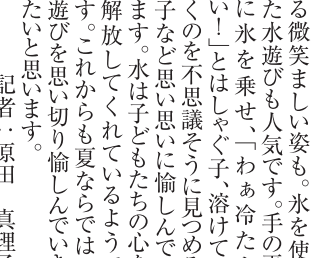 る微笑ましい姿も。氷を使
た水遊びも人気です。手の
に氷を乗せ、「わぁ冷た
い！」とはしゃぐ子、溶けて
くのを不思議そうに見つめる
子など思い思いに愉しんで
ます。水は子どもたちの心を
解放してくれているよう
す。これからも夏ならでは
遊びを思い切り愉しんでいき
たいと思います。
記者：原田　真理子